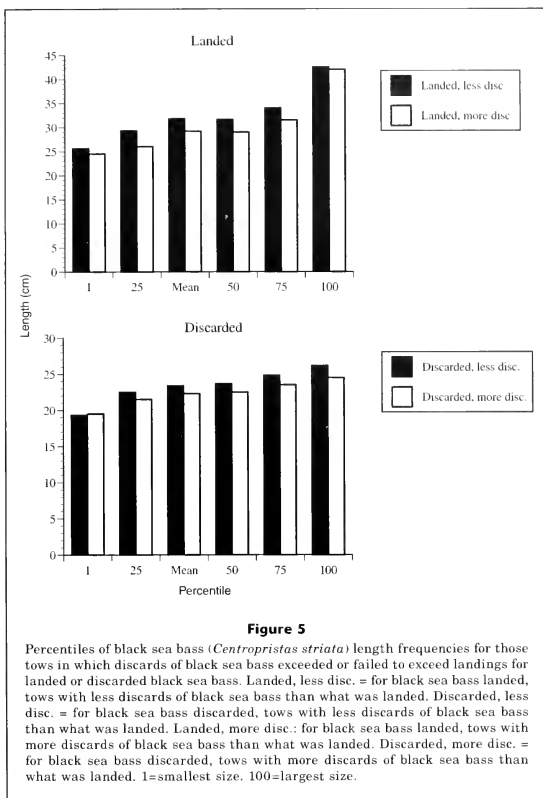 Landed
45
40
35
30
25
20
15
10
5
0
1 25 Mean 50 75 100
Landed, less disc
Landed, more disc
Length (cm)
Discarded
30
25
20
15
10
5
0
1 25 Mean 50 75 100
Percentile
Discarded, less disc.
Discarded, more disc.
Figure 5
Percentiles of black sea bass (Centropristas striata) length frequencies for those
tows in which discards of black sea bass exceeded or failed to exceed landings for
landed or discarded black sea bass. Landed, less disc. = for black sea bass landed,
tows with less discards of black sea bass than what was landed. Discarded, less
disc. = for black sea bass discarded, tows with less discards of black sea bass
than what was landed. Landed, more disc.: for black sea bass landed, tows with
more discards of black sea bass than what was landed. Discarded, more disc. =
for black sea bass discarded, tows with more discards of black sea bass than
what was landed. 1=smallest size. 100=largest size.